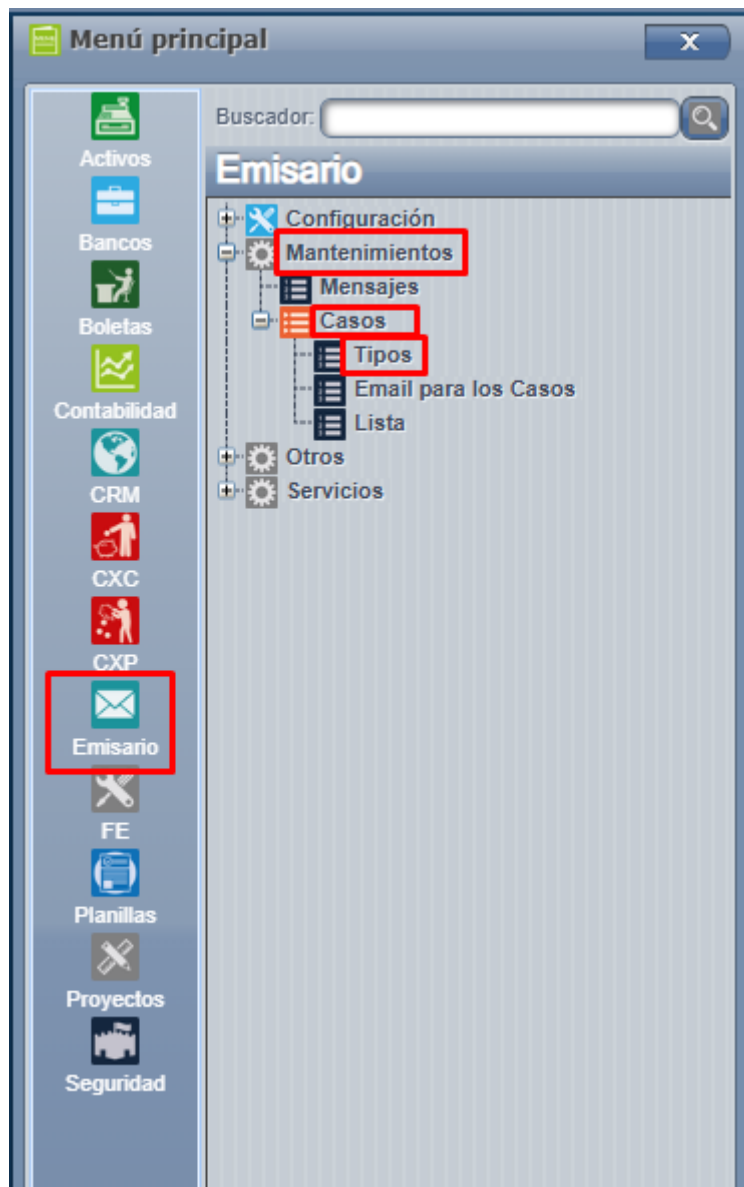 Menú principal
X
Activos
Bancos
Boletas
Contabilidad
CRM
CXC
CXP
Emisario
FE
Planillas
Proyectos
Seguridad
Buscador:
Emisario
Configuración
Mantenimientos
Mensajes
Casos
Tipos
Email para los Casos
Lista
Otros
Servicios